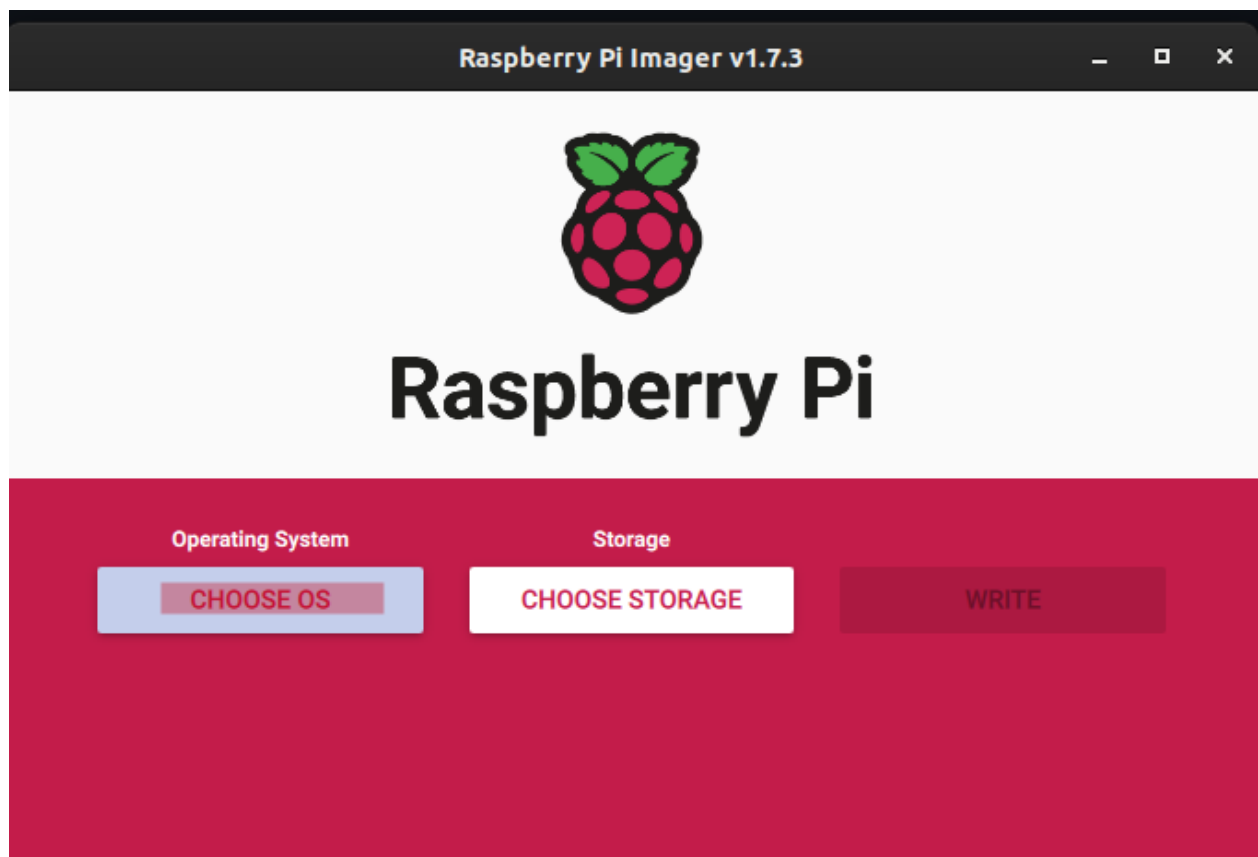 Raspberry Pi Imager v1.7.3
Raspberry Pi
Operating System
Storage
CHOOSE OS
CHOOSE STORAGE
WRITE